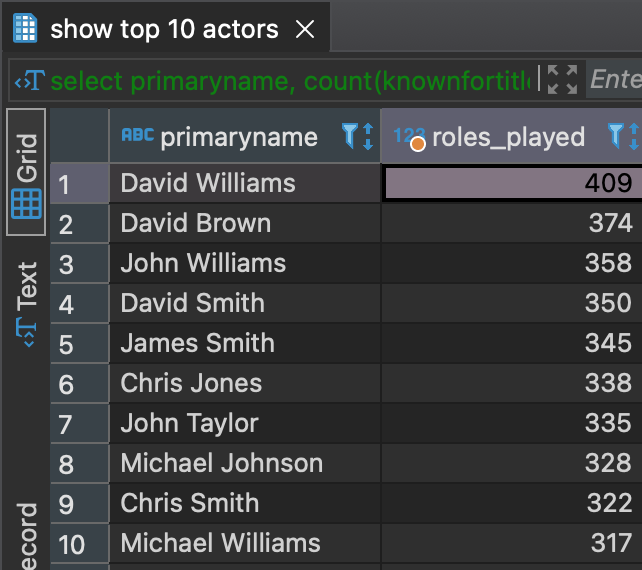 show top 10 actors
select primaryname, count(knownfortitl Ente
Grid
Text
ecord
ABC primaryname 123 roles_played
1 David Williams 409
2 David Brown 374
3 John Williams 358
4 David Smith 350
5 James Smith 345
6 Chris Jones 338
7 John Taylor 335
8 Michael Johnson 328
9 Chris Smith 322
10 Michael Williams 317